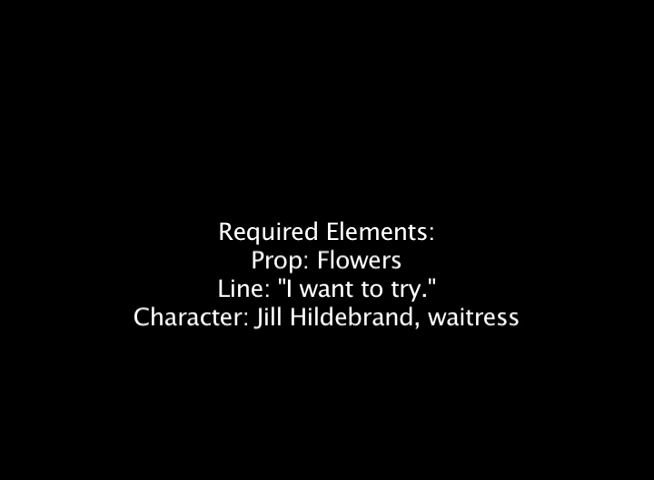 Required Elements:
Prop: Flowers
Line: "I want to try."
Character: Jill Hildebrand, waitress